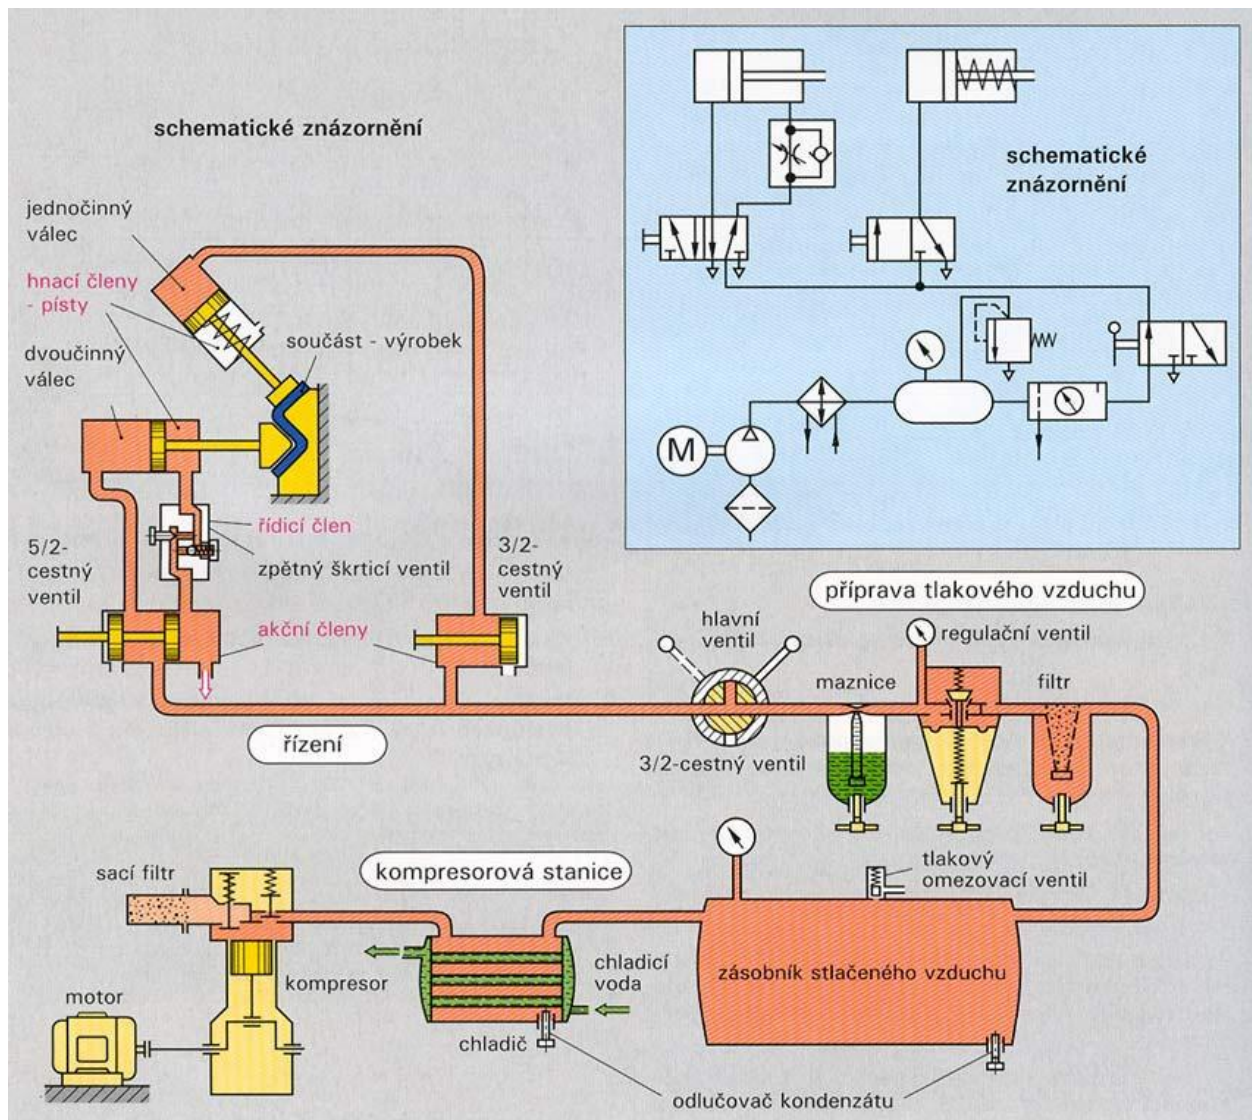 schematické znázornění
jednočinný
válec
hnací členy
- písty
dvoučinný
válec
součást - výrobek
řídicí člen
zpětný škrticí ventil
5/2-
cestný
ventil
3/2-
cestný
ventil
akční členy
řízení
schematické
znázornění
M
příprava tlakového vzduchu
hlavní
ventil
regulační ventil
maznice
filtr
3/2-cestný ventil
kompresorová stanice
sací filtr
tlakový
omezovací ventil
motor
kompresor
chladicí
voda
zásobník stlačeného vzduchu
chladič
odlučovač kondenzátu